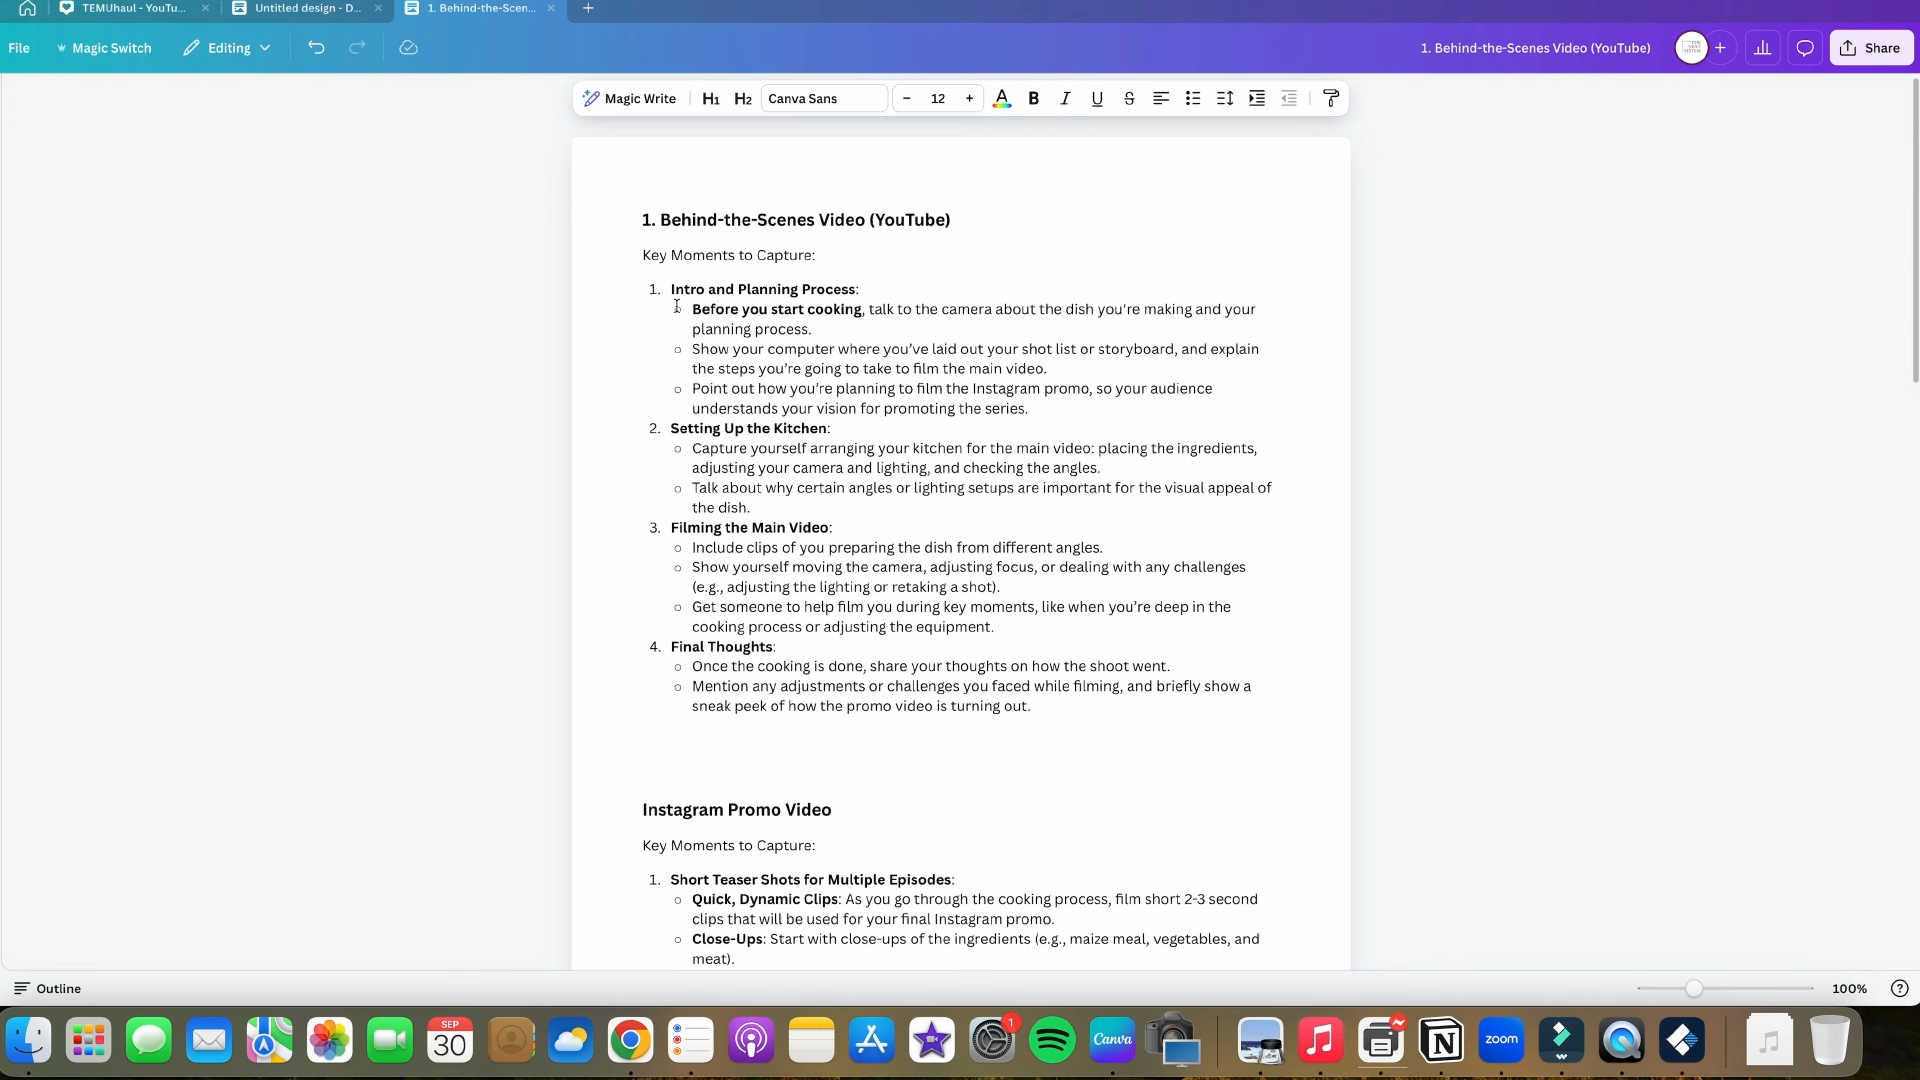 TEMUhaul - YouTu...
Untitled design - D...
1. Behind-the-Scen...
File
Magic Switch
Editing
1. Behind-the-Scenes Video (YouTube)
Share
Magic Write
H1
H2
Canva Sans
− 12 +
A
B
I
U
S
1. Behind-the-Scenes Video (YouTube)
Key Moments to Capture:
1. Intro and Planning Process:
Before you start cooking, talk to the camera about the dish you're making and your
planning process.
Show your computer where you’ve laid out your shot list or storyboard, and explain
the steps you’re going to take to film the main video.
Point out how you’re planning to film the Instagram promo, so your audience
understands your vision for promoting the series.
2. Setting Up the Kitchen:
Capture yourself arranging your kitchen for the main video: placing the ingredients,
adjusting your camera and lighting, and checking the angles.
Talk about why certain angles or lighting setups are important for the visual appeal of
the dish.
3. Filming the Main Video:
Include clips of you preparing the dish from different angles.
Show yourself moving the camera, adjusting focus, or dealing with any challenges
(e.g., adjusting the lighting or retaking a shot).
Get someone to help film you during key moments, like when you’re deep in the
cooking process or adjusting the equipment.
4. Final Thoughts:
Once the cooking is done, share your thoughts on how the shoot went.
Mention any adjustments or challenges you faced while filming, and briefly show a
sneak peek of how the promo video is turning out.
Instagram Promo Video
Key Moments to Capture:
1. Short Teaser Shots for Multiple Episodes:
Quick, Dynamic Clips: As you go through the cooking process, film short 2-3 second
clips that will be used for your final Instagram promo.
Close-Ups: Start with close-ups of the ingredients (e.g., maize meal, vegetables, and
meat).
Outline
100%
SEP
30
1
Canva
zoom